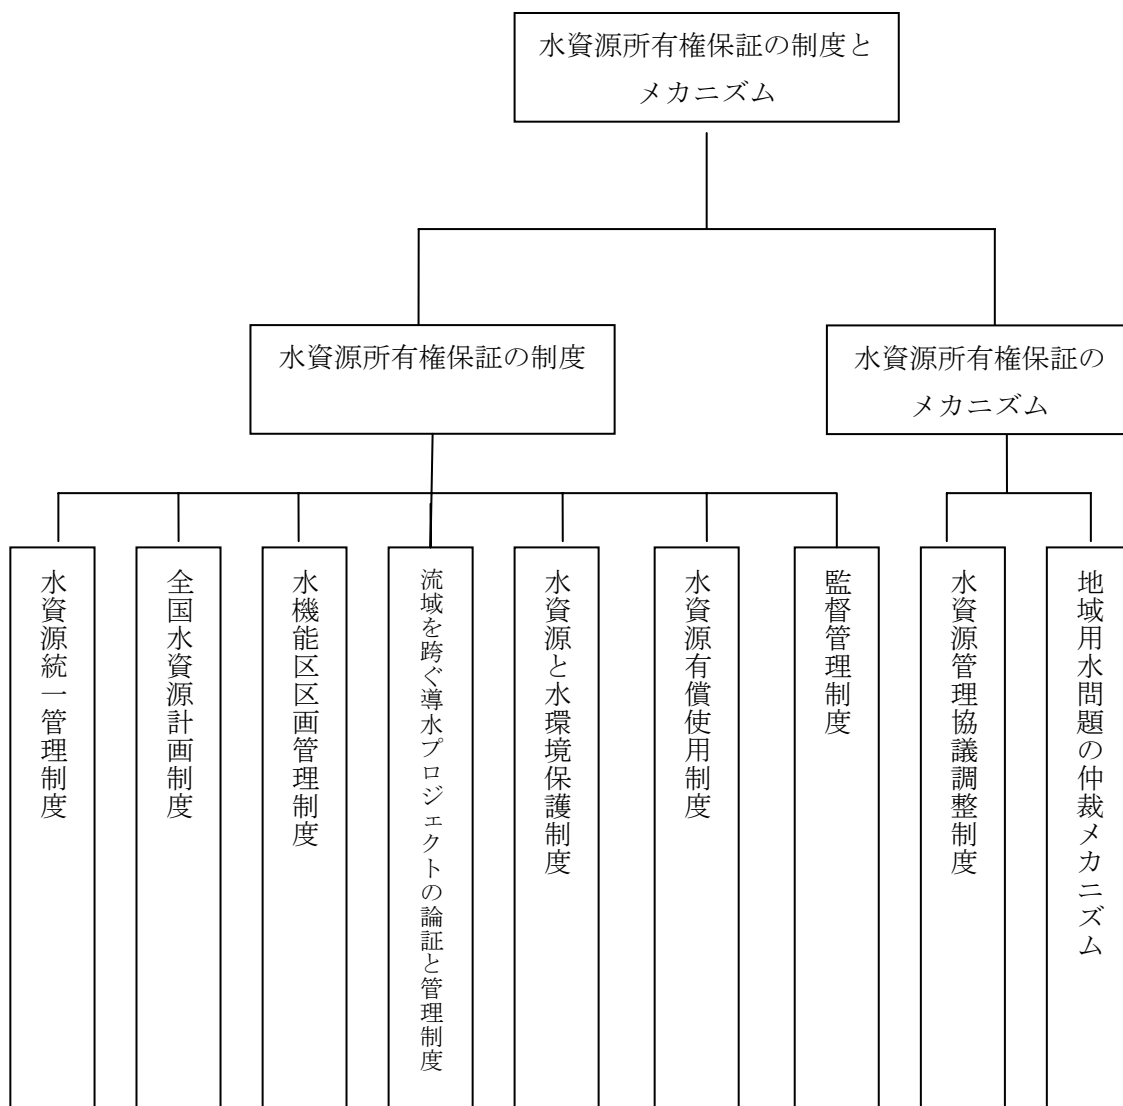 水資源所有権保証の制度と
メカニズム
水資源所有権保証の制度
水資源所有権保証の
メカニズム
水資源統一管理制度
全国水資源計画制度
水機能区区画管理制度
流域を跨ぐ導水プロジェクトの論証と管理制度
水資源と水環境保護制度
水資源有償使用制度
監督管理制度
水資源管理協議調整制度
地域用水問題の仲裁メカニズム